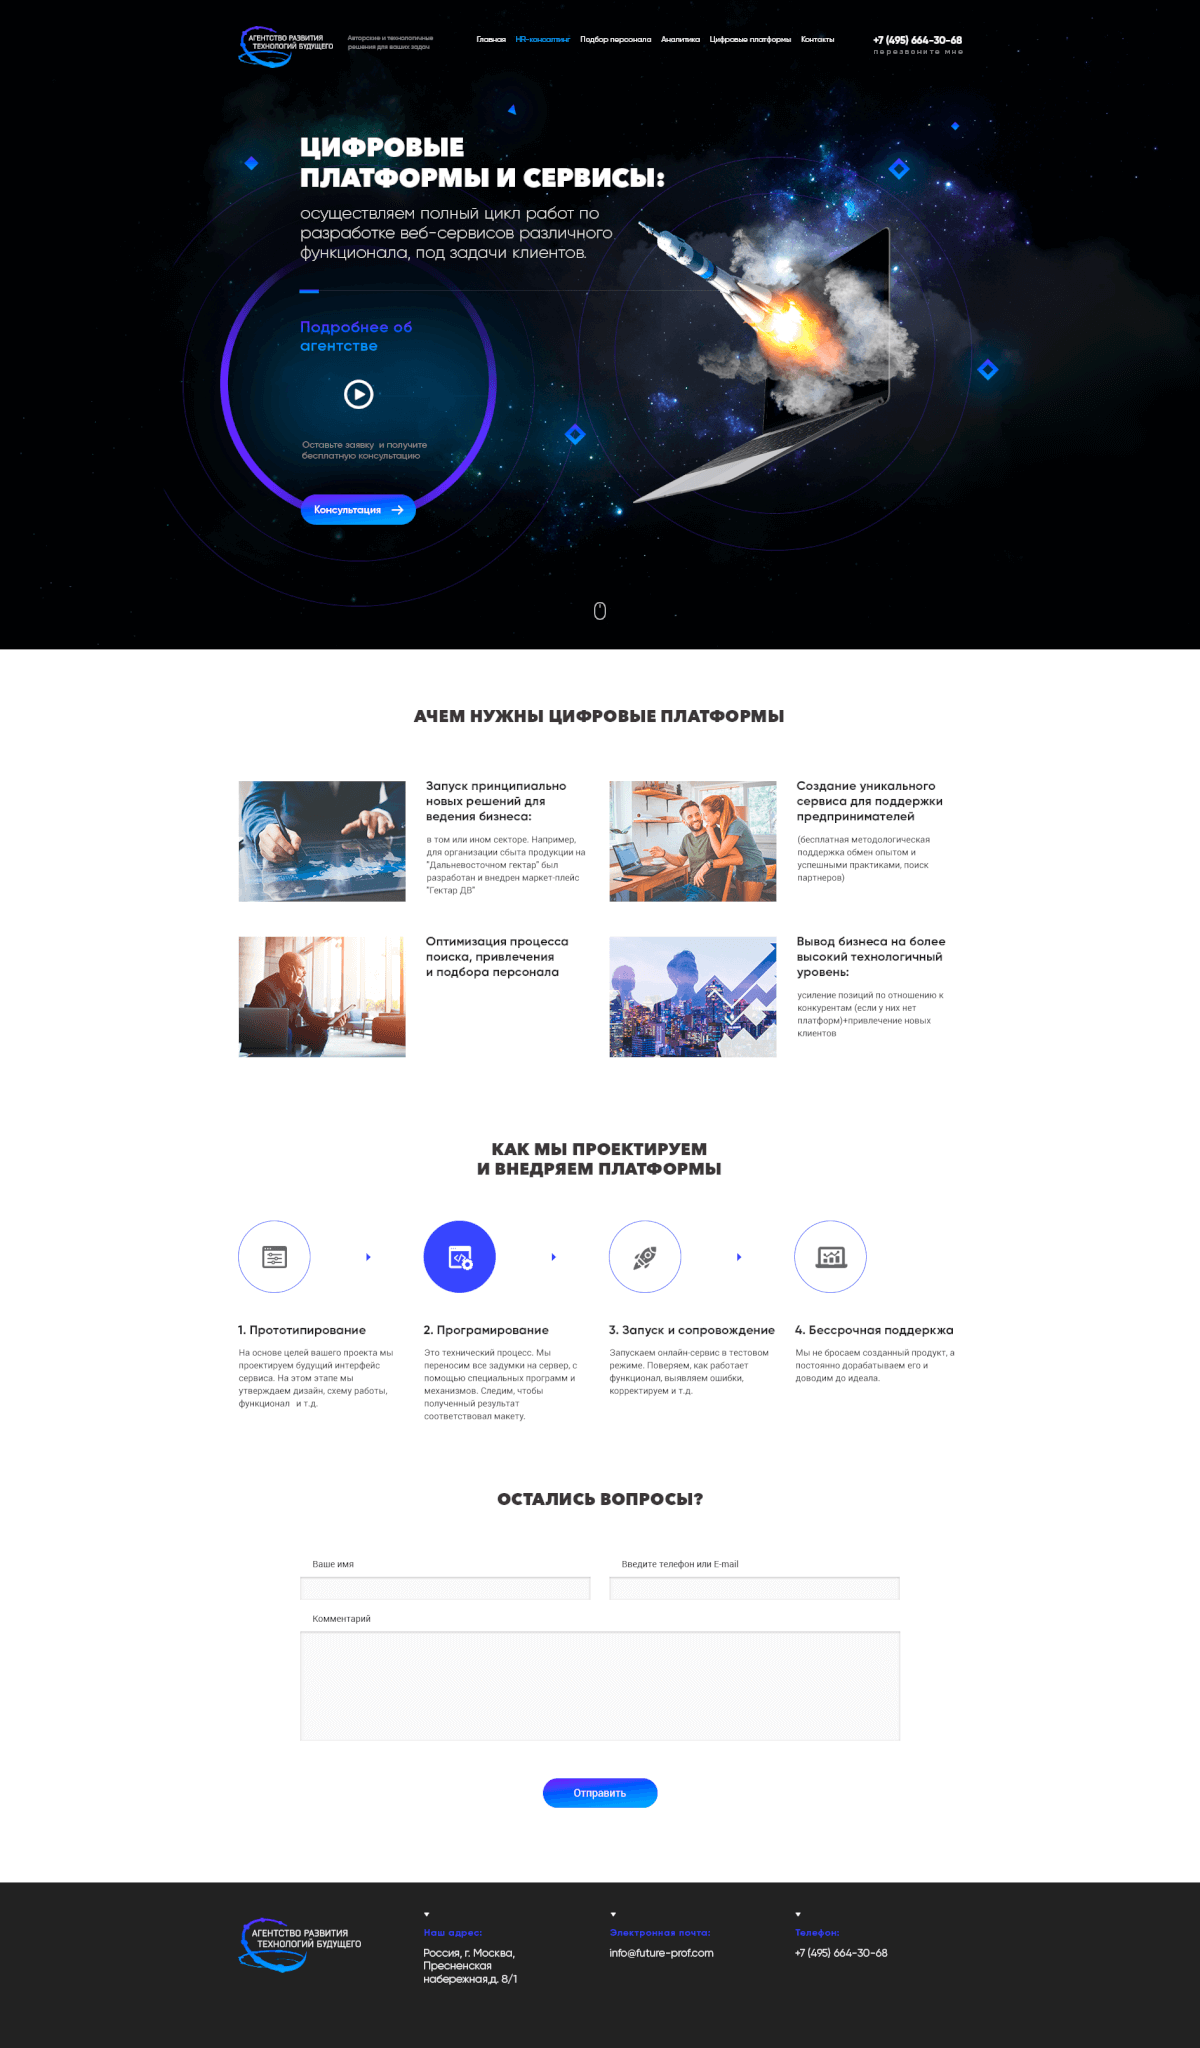 АГЕНТСТВО РАЗВИТИЯ
ТЕХНОЛОГИЙ БУДУЩЕГО
Авторские и технологичные
решения для ваших задач
Главная HR-консалтинг Подбор персонала Аналитика Цифровые платформы Контакты
+7 (495) 664-30-68
перезвоните мне
ЦИФРОВЫЕ
ПЛАТФОРМЫ И СЕРВИСЫ:
осуществляем полный цикл работ по
разработке веб-сервисов различного
функционала, под задачи клиентов.
Подробнее об
агентстве
Оставьте заявку и получите
бесплатную консультацию
Консультация
АЧЕМ НУЖНЫ ЦИФРОВЫЕ ПЛАТФОРМЫ
Запуск принципиально
новых решений для
ведения бизнеса:
в том или ином секторе. Например,
для организации сбыта продукции на
"Дальневосточном гектар" был
разработан и внедрен маркет-плейс
"Гектар ДВ"
Создание уникального
сервиса для поддержки
предпринимателей
(бесплатная методологическая
поддержка обмен опытом и
успешными практиками, поиск
партнеров)
Оптимизация процесса
поиска, привлечения
и подбора персонала
Вывод бизнеса на более
высокий технологичный
уровень:
усиление позиций по отношению к
конкурентам (если у них нет
платформ)+привлечение новых
клиентов
КАК МЫ ПРОЕКТИРУЕМ
И ВНЕДРЯЕМ ПЛАТФОРМЫ
1. Прототипирование
На основе целей вашего проекта мы
проектируем будущий интерфейс
сервиса. На этом этапе мы
утверждаем дизайн, схему работы,
функционал и т.д.
2. Програмирование
Это технический процесс. Мы
переносим все задумки на сервер, с
помощью специальных программ и
механизмов. Следим, чтобы
полученный результат
соответствовал макету.
3. Запуск и сопровождение
Запускаем онлайн-сервис в тестовом
режиме. Поверяем, как работает
функционал, выявляем ошибки,
корректируем и т.д.
4. Бессрочная поддеркжа
Мы не бросаем созданный продукт, а
постоянно дорабатываем его и
доводим до идеала.
ОСТАЛИСЬ ВОПРОСЫ?
Ваше имя
Введите телефон или E-mail
Комментарий
Отправить
АГЕНТСТВО РАЗВИТИЯ
ТЕХНОЛОГИЙ БУДУЩЕГО
Наш адрес:
Россия, г. Москва,
Пресненская
набережная,д. 8/1
Электронная почта:
info@future-prof.com
Телефон:
+7 (495) 664-30-68